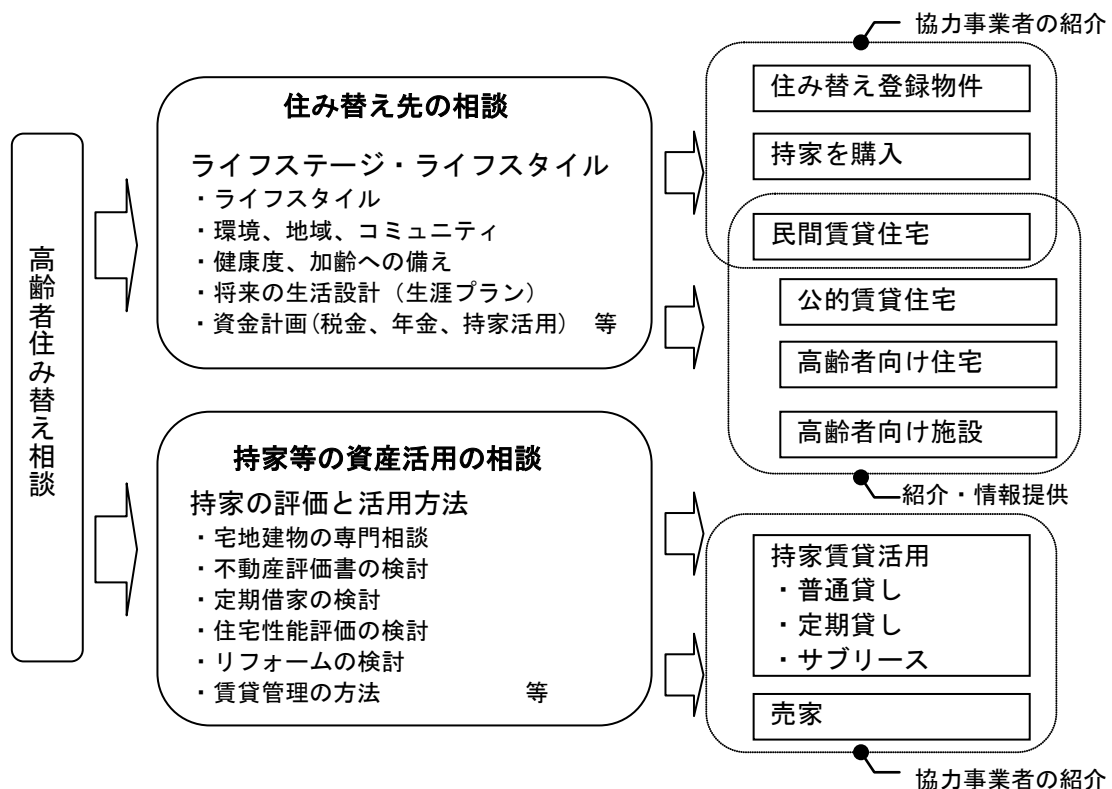 協力事業者の紹介
高齢者住み替え相談
住み替え先の相談
ライフステージ・ライフスタイル
・ライフスタイル
・環境、地域、コミュニティ
・健康度、加齢への備え
・将来の生活設計（生涯プラン）
・資金計画(税金、年金、持家活用)　等
住み替え登録物件
持家を購入
民間賃貸住宅
公的賃貸住宅
高齢者向け住宅
高齢者向け施設
紹介・情報提供
持家等の資産活用の相談
持家の評価と活用方法
・宅地建物の専門相談
・不動産評価書の検討
・定期借家の検討
・住宅性能評価の検討
・リフォームの検討
・賃貸管理の方法　　　　　等
持家賃貸活用
・普通貸し
・定期貸し
・サブリース
売家
協力事業者の紹介